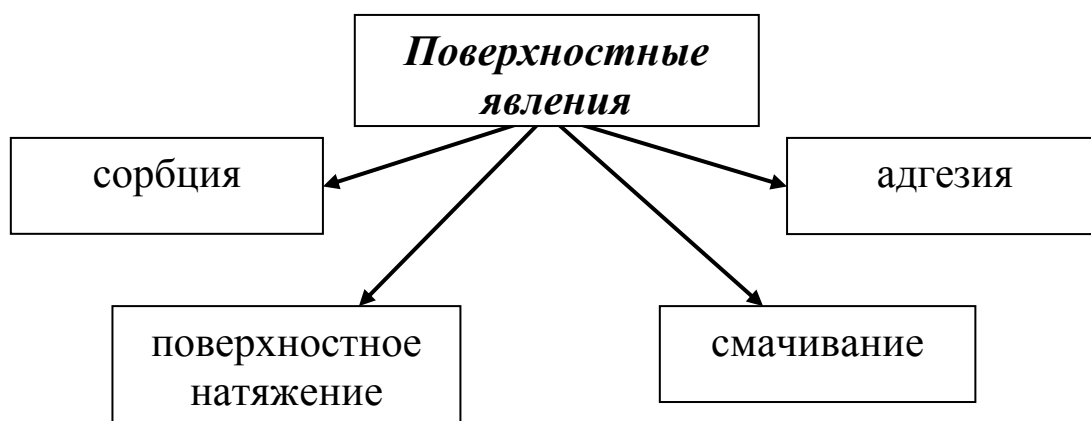 Поверхностные
явления
сорбция
адгезия
поверхностное
натяжение
смачивание